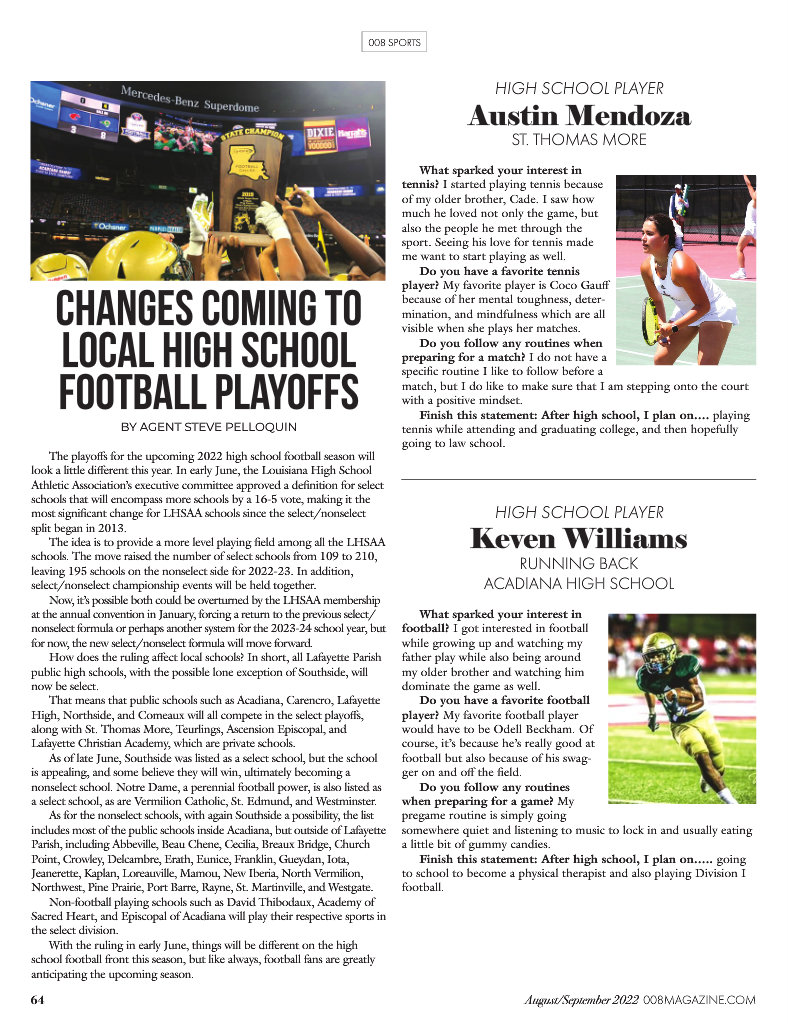 008 SPORTS
Mercedes-Benz Superdome
Ochsner
STATE CHAMPION
FOOTBALL
DIXIE
VOODOO
Harrah's
Ochsner
CHANGES COMING TO
LOCAL HIGH SCHOOL
FOOTBALL PLAYOFFS
BY AGENT STEVE PELLOQUIN
The playoffs for the upcoming 2022 high school football season will
look a little different this year. In early June, the Louisiana High School
Athletic Association's executive committee approved a definition for select
schools that will encompass more schools by a 16-5 vote, making it the
most significant change for LHSAA schools since the select/nonselect
split began in 2013.
The idea is to provide a more level playing field among all the LHSAA
schools. The move raised the number of select schools from 109 to 210,
leaving 195 schools on the nonselect side for 2022-23. In addition,
select/nonselect championship events will be held together.
Now, it's possible both could be overturned by the LHSAA membership
at the annual convention in January, forcing a return to the previous select/
nonselect formula or perhaps another system for the 2023-24 school year, but
for now, the new select/nonselect formula will move forward.
How does the ruling affect local schools? In short, all Lafayette Parish
public high schools, with the possible lone exception of Southside, will
now be select.
That means that public schools such as Acadiana, Carencro, Lafayette
High, Northside, and Comeaux will all compete in the select playoffs,
along with St. Thomas More, Teurlings, Ascension Episcopal, and
Lafayette Christian Academy, which are private schools.
As of late June, Southside was listed as a select school, but the school
is appealing, and some believe they will win, ultimately becoming a
nonselect school. Notre Dame, a perennial football power, is also listed as
a select school, as are Vermilion Catholic, St. Edmund, and Westminster.
As for the nonselect schools, with again Southside a possibility, the list
includes most of the public schools inside Acadiana, but outside of Lafayette
Parish, including Abbeville, Beau Chene, Cecilia, Breaux Bridge, Church
Point, Crowley, Delcambre, Erath, Eunice, Franklin, Gueydan, Iota,
Jeanerette, Kaplan, Loreauville, Mamou, New Iberia, North Vermilion,
Northwest, Pine Prairie, Port Barre, Rayne, St. Martinville, and Westgate.
Non-football playing schools such as David Thibodaux, Academy of
Sacred Heart, and Episcopal of Acadiana will play their respective sports in
the select division.
With the ruling in early June, things will be different on the high
school football front this season, but like always, football fans are greatly
anticipating the upcoming season.
HIGH SCHOOL PLAYER
Austin Mendoza
ST. THOMAS MORE
What sparked your interest in
tennis? I started playing tennis because
of my older brother, Cade. I saw how
much he loved not only the game, but
also the people he met through the
sport. Seeing his love for tennis made
me want to start playing as well.
Do you have a favorite tennis
player? My favorite player is Coco Gauff
because of her mental toughness, deter-
mination, and mindfulness which are all
visible when she plays her matches.
Do you follow any routines when
preparing for a match? I do not have a
specific routine I like to follow before a
match, but I do like to make sure that I am stepping onto the court
with a positive mindset.
Finish this statement: After high school, I plan on.... playing
tennis while attending and graduating college, and then hopefully
going to law school.
HIGH SCHOOL PLAYER
Keven Williams
RUNNING BACK
ACADIANA HIGH SCHOOL
What sparked your interest in
football? I got interested in football
while growing up and watching my
father play while also being around
my older brother and watching him
dominate the game as well.
Do you have a favorite football
player? My favorite football player
would have to be Odell Beckham. Of
course, it's because he's really good at
football but also because of his swag-
ger on and off the field.
Do you follow any routines
when preparing for a game? My
pregame routine is simply going
somewhere quiet and listening to music to lock in and usually eating
a little bit of gummy candies.
Finish this statement: After high school, I plan on..... going
to school to become a physical therapist and also playing Division I
football.
64
August/September 2022 008MAGAZINE.COM